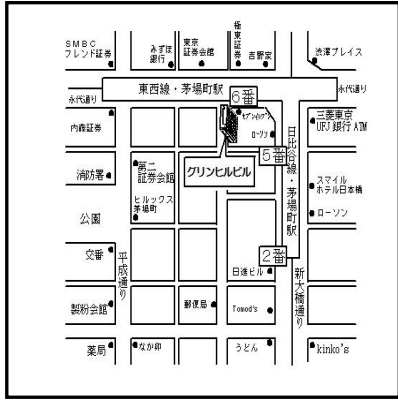 SMBC
フレンド証券
みずほ
銀行
東京
証券会館
極東証券
吉野家
渋澤プレイス
東西線・茅場町駅
永代通り
永代通り
6番
内藤証券
セブンイレブン
ローソン
三菱東京
UFJ銀行ATM
5番
日比谷線・茅場町駅
消防署
第二
証券会館
グリンヒルビル
スマイル
ホテル日本橋
ヒルックス
茅場町
公園
ローソン
2番
交番
平成通り
日進ビル
新大橋通り
製粉会館
郵便局
Tomod's
薬局
なか卯
うどん
kinko's